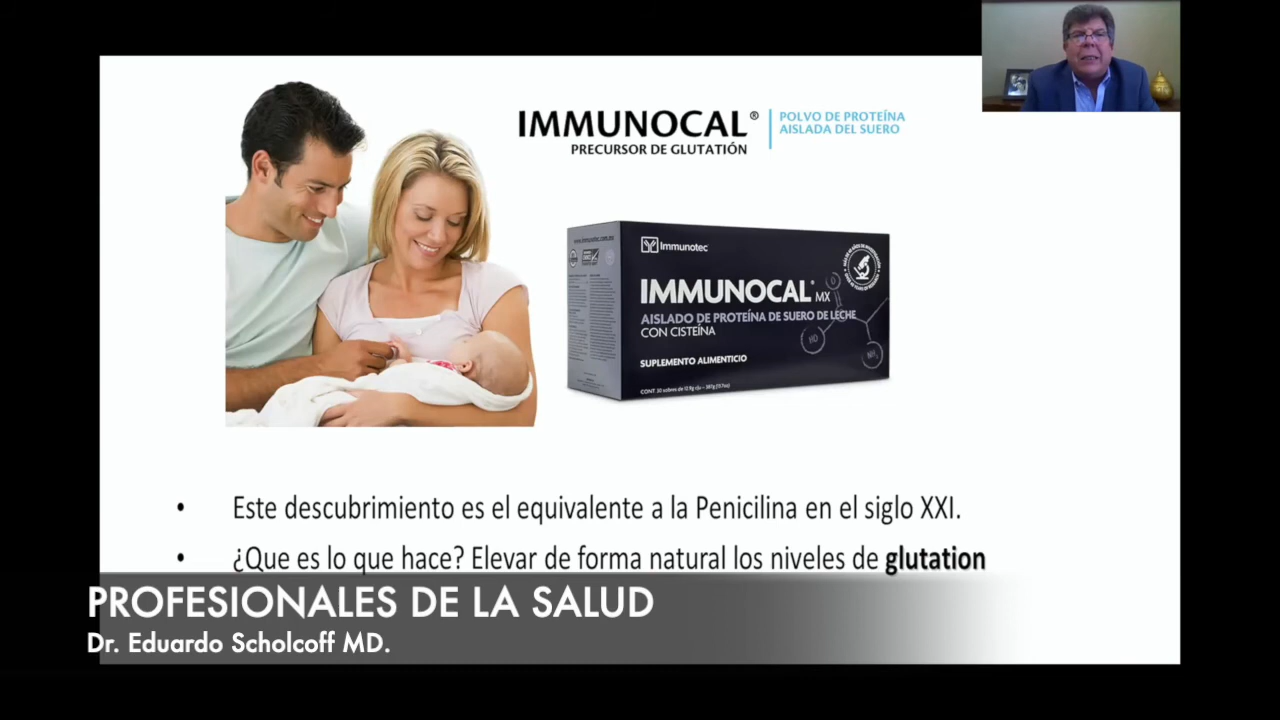 IMMUNOCAL®
PRECURSOR DE GLUTATIÓN
POLVO DE PROTEÍNA
AISLADA DEL SUERO
Immunotec
IMMUNOCAL® MX
AISLADO DE PROTEÍNA DE SUERO DE LECHE
CON CISTEÍNA
SUPLEMENTO ALIMENTICIO
HO
NH
• Este descubrimiento es el equivalente a la Penicilina en el siglo XXI.
• ¿Que es lo que hace? Elevar de forma natural los niveles de glutation
PROFESIONALES DE LA SALUD
Dr. Eduardo Scholcoff MD.